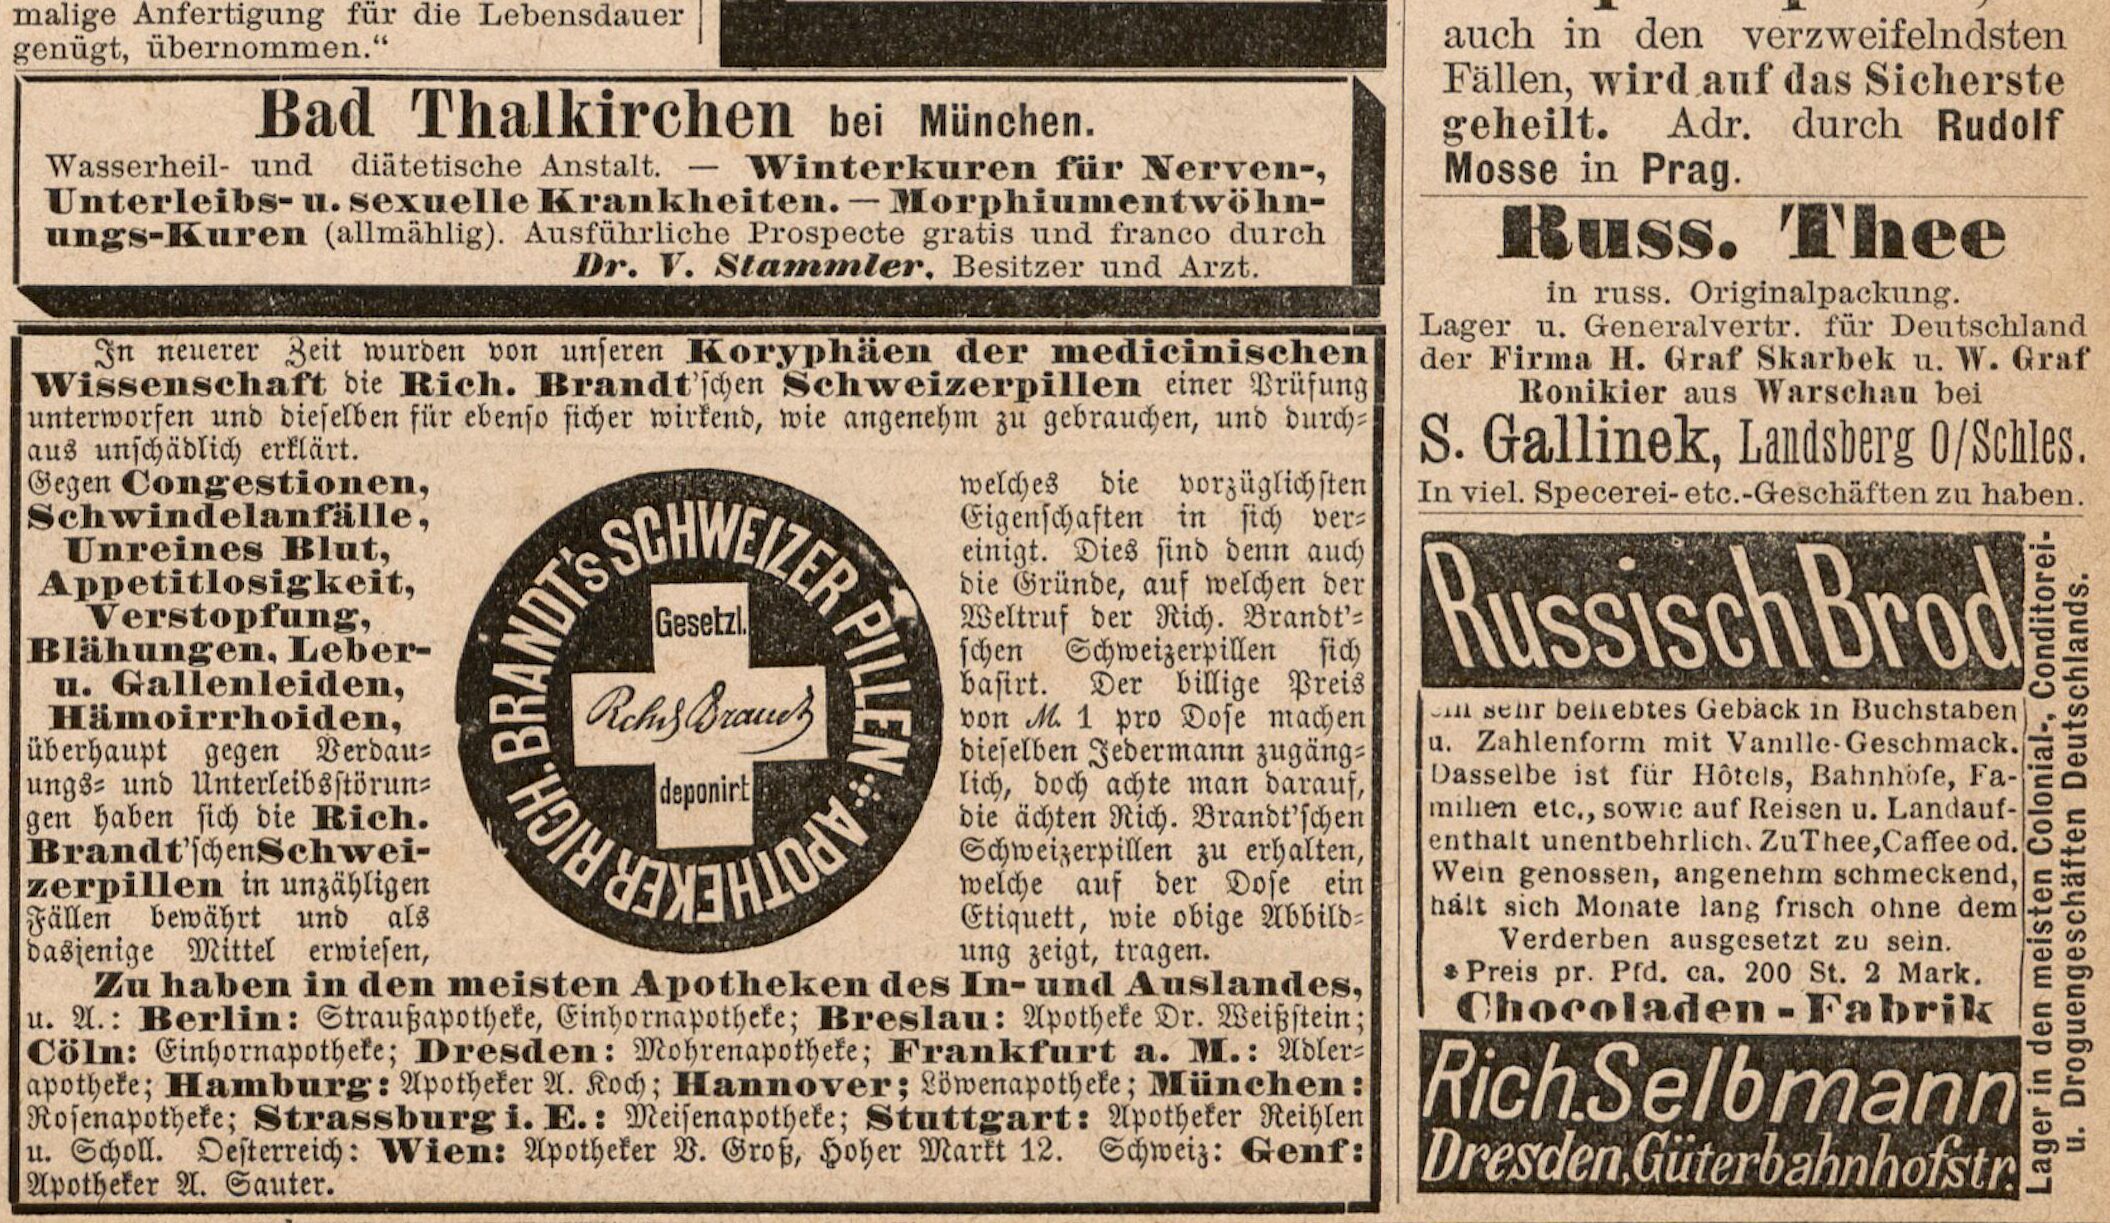 malige Anfertigung für die Lebensdauer
genügt, übernommen.“
Bad Thalkirchen bei München.
Wasserheil- und diätetische Anstalt. — Winterkuren für Nerven-,
Unterleibs- u. sexuelle Krankheiten. — Morphiumentwöhn-
ungs-Kuren (allmählig). Ausführliche Prospecte gratis und franco durch
Dr. V. Stammler, Besitzer und Arzt.
In neuerer Zeit wurden von unseren Koryphäen der medicinischen
Wissenschaft die Rich. Brandt'schen Schweizerpillen einer Prüfung
unterworfen und dieselben für ebenso sicher wirkend, wie angenehm zu gebrauchen, und durch-
aus unschädlich erklärt.
Gegen Congestionen,
Schwindelanfälle,
Unreines Blut,
Appetitlosigkeit,
Verstopfung,
Blähungen, Leber-
u. Gallenleiden,
Hämoirrhoiden,
überhaupt gegen Verdau-
ungs- und Unterleibsstörun-
gen haben sich die Rich.
Brandt'schen Schwei-
zerpillen in unzähligen
Fällen bewährt und als
dasjenige Mittel erwiesen,
APOTHEKER RICH. BRANDT'S SCHWEIZER PILLEN
Gesetzl.
Rchd Brandt
deponirt
welches die vorzüglichsten
Eigenschaften in sich ver-
einigt. Dies sind denn auch
die Gründe, auf welchen der
Weltruf der Rich. Brandt'-
schen Schweizerpillen sich
basirt. Der billige Preis
von M. 1 pro Dose machen
dieselben Jedermann zugäng-
lich, doch achte man darauf,
die ächten Rich. Brandt'schen
Schweizerpillen zu erhalten,
welche auf der Dose ein
Etiquett, wie obige Abbild-
ung zeigt, tragen.
Zu haben in den meisten Apotheken des In- und Auslandes,
u. A.: Berlin: Straußapotheke, Einhornapotheke; Breslau: Apotheke Dr. Weißstein;
Cöln: Einhornapotheke; Dresden: Mohrenapotheke; Frankfurt a. M.: Adler-
apotheke; Hamburg: Apotheker A. Koch; Hannover; Löwenapotheke; München:
Rosenapotheke; Strassburg i. E.: Meisenapotheke; Stuttgart: Apotheker Reihlen
u. Scholl. Oesterreich: Wien: Apotheker V. Groß, Hoher Markt 12. Schweiz: Genf:
Apotheker A. Sauter.
auch in den verzweifelndsten
Fällen, wird auf das Sicherste
geheilt. Adr. durch Rudolf
Mosse in Prag.
Russ. Thee
in russ. Originalpackung.
Lager u. Generalvertr. für Deutschland
der Firma H. Graf Skarbek u. W. Graf
Ronikier aus Warschau bei
S. Gallinek, Landsberg O/Schles.
In viel. Specerei- etc.-Geschäften zu haben.
Russisch Brod
ein sehr beliebtes Gebäck in Buchstaben
u. Zahlenform mit Vanille-Geschmack.
Dasselbe ist für Hôtels, Bahnhöfe, Fa-
milien etc., sowie auf Reisen u. Landauf-
enthalt unentbehrlich. Zu Thee, Caffee od.
Wein genossen, angenehm schmeckend,
hält sich Monate lang frisch ohne dem
Verderben ausgesetzt zu sein.
Preis pr. Pfd. ca. 200 St. 2 Mark.
Chocoladen-Fabrik
Rich. Selbmann
Dresden, Güterbahnhofstr.
Lager in den meisten Colonial-, Conditorei-
u. Droguengeschäften Deutschlands.